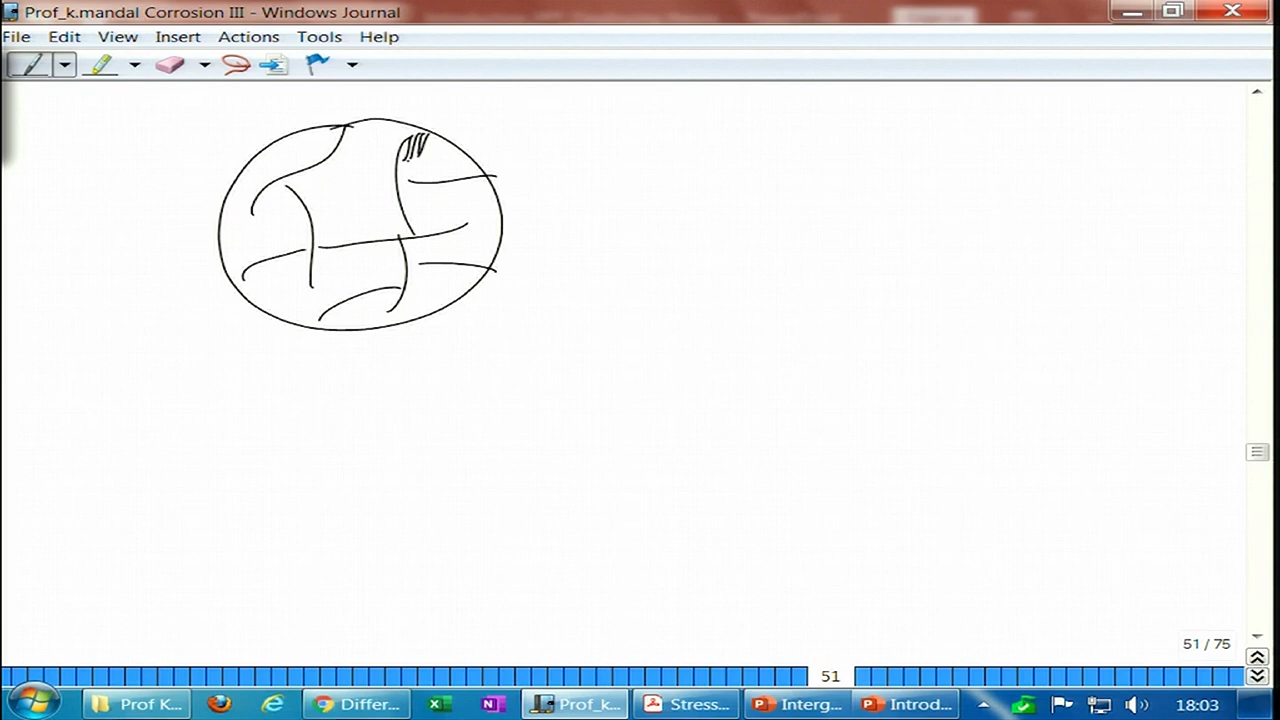 Prof_k.mandal Corrosion III - Windows Journal
File Edit View Insert Actions Tools Help
51 / 75
51
Prof K... Differ... Prof_k... Stress... Interg... Introd... 18:03